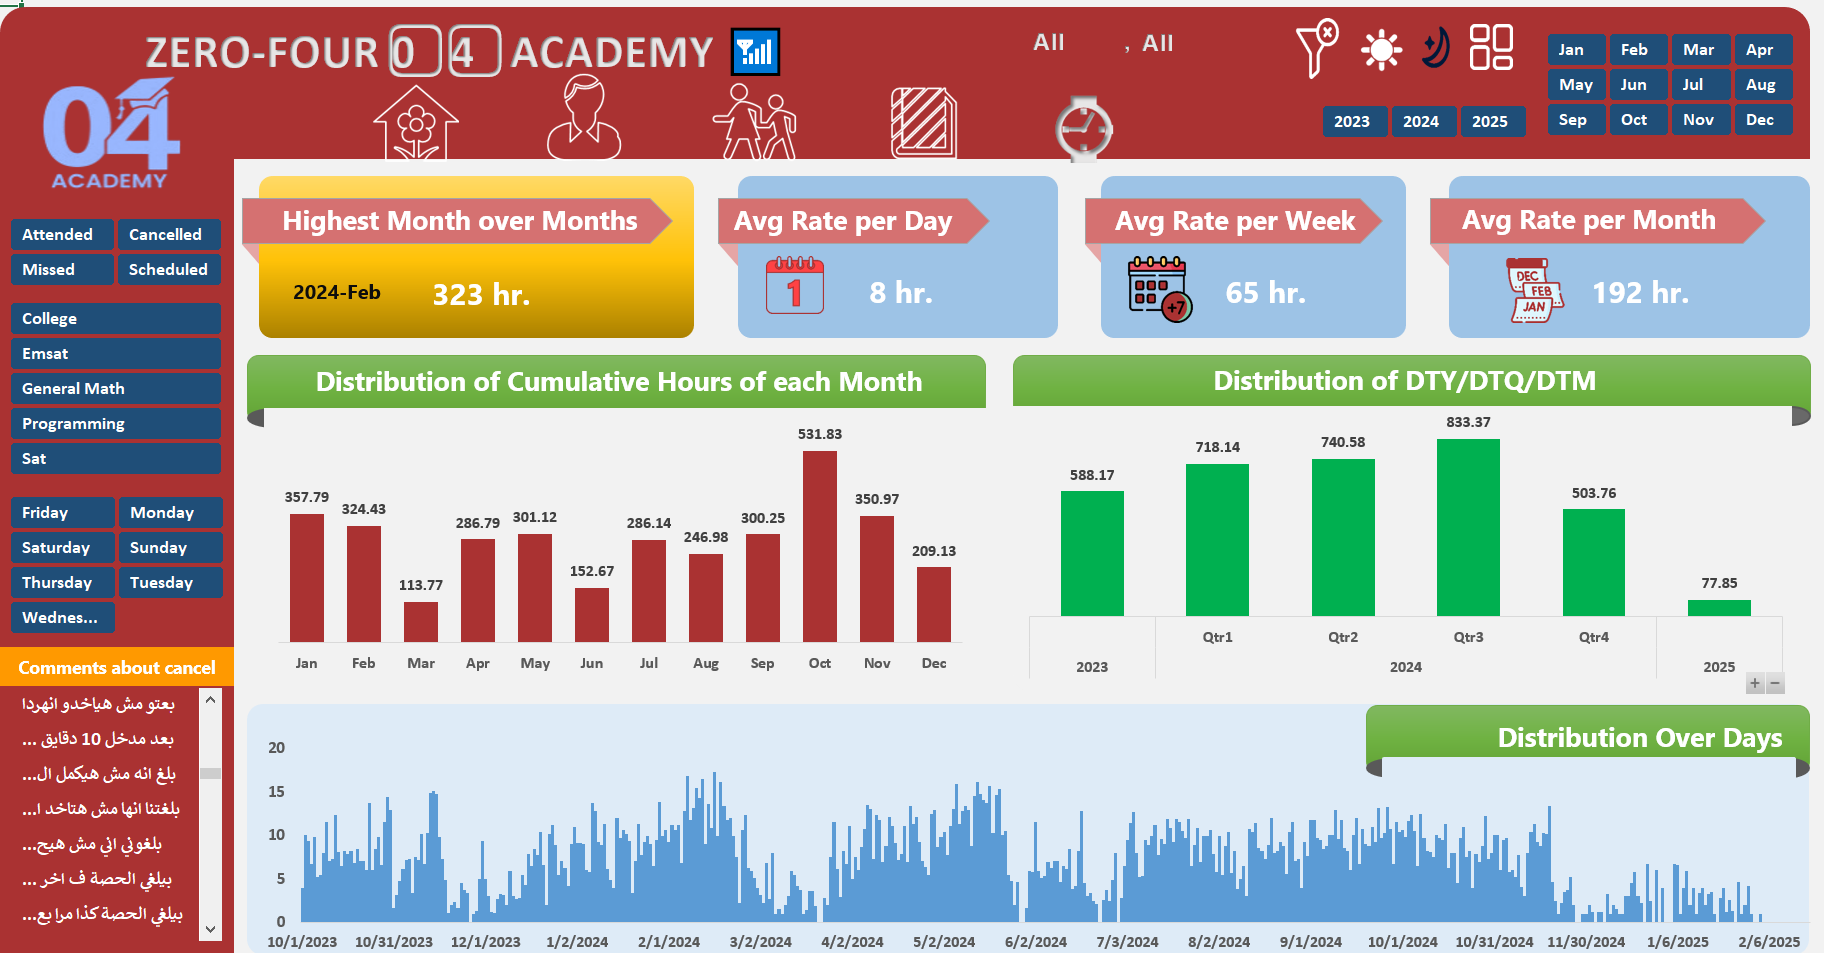 ZERO-FOUR 04 ACADEMY
All , All
04
ACADEMY
Jan Feb Mar Apr
May Jun Jul Aug
Sep Oct Nov Dec
2023 2024 2025
Attended Cancelled
Missed Scheduled
College
Emsat
General Math
Programming
Sat
Friday Monday
Saturday Sunday
Thursday Tuesday
Wednes...
Comments about cancel
بعتو مش هياخدو انهردا
بعد مدخل 10 دقايق ...
بلغ انه مش هيكمل ال...
بلغتنا انها مش هتاخد ا...
بلغوني اني مش هيح...
بيلغي الحصة ف اخر ...
بيبلغي الحصة كذا مرا بع...
Highest Month over Months
2024-Feb 323 hr.
Avg Rate per Day
1
8 hr.
Avg Rate per Week
+7
65 hr.
Avg Rate per Month
DEC
FEB
JAN
192 hr.
Distribution of Cumulative Hours of each Month
357.79 324.43 113.77 286.79 301.12 152.67 286.14 246.98 300.25 531.83 350.97 209.13
Jan Feb Mar Apr May Jun Jul Aug Sep Oct Nov Dec
Distribution of DTY/DTQ/DTM
588.17 718.14 740.58 833.37 503.76 77.85
Qtr1 Qtr2 Qtr3 Qtr4
2023 2024 2025
+ −
Distribution Over Days
20
15
10
5
0
10/1/2023 10/31/2023 12/1/2023 1/2/2024 2/1/2024 3/2/2024 4/2/2024 5/2/2024 6/2/2024 7/3/2024 8/2/2024 9/1/2024 10/1/2024 10/31/2024 11/30/2024 1/6/2025 2/6/2025